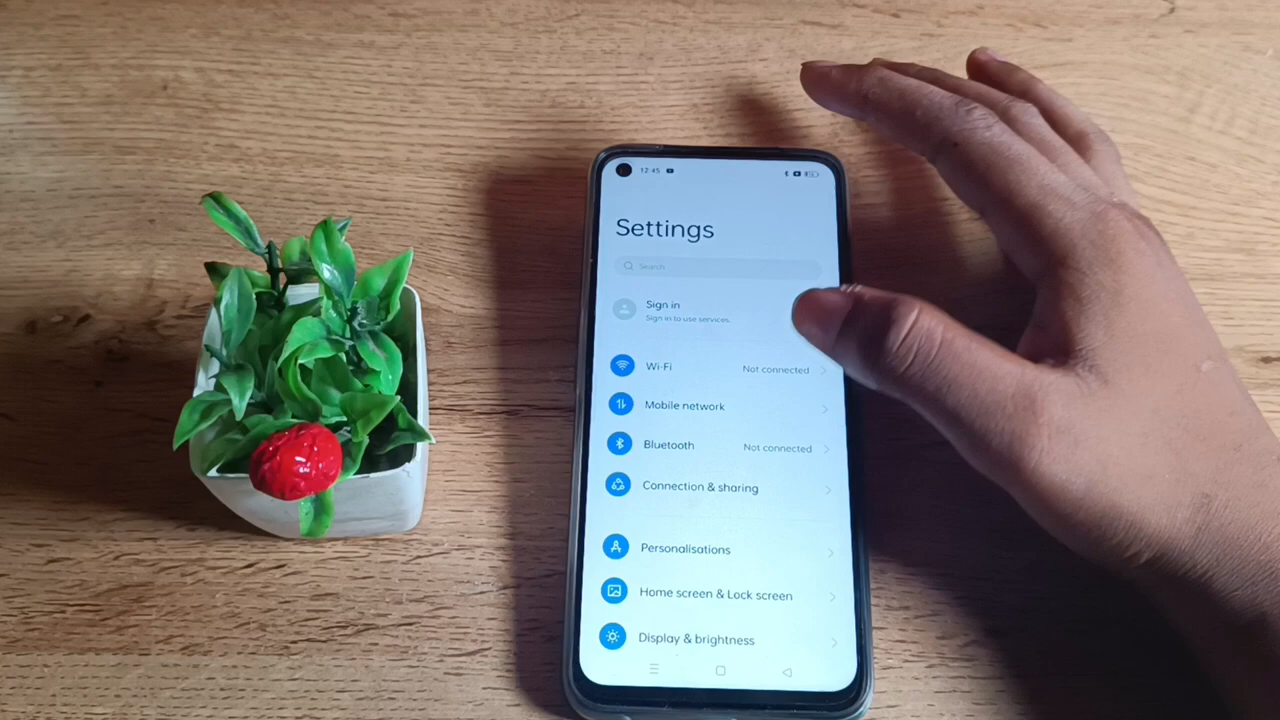 12:45
Settings
Search
Sign in
Sign in to use services.
Wi-Fi Not connected
Mobile network
Bluetooth Not connected
Connection & sharing
Personalisations
Home screen & Lock screen
Display & brightness